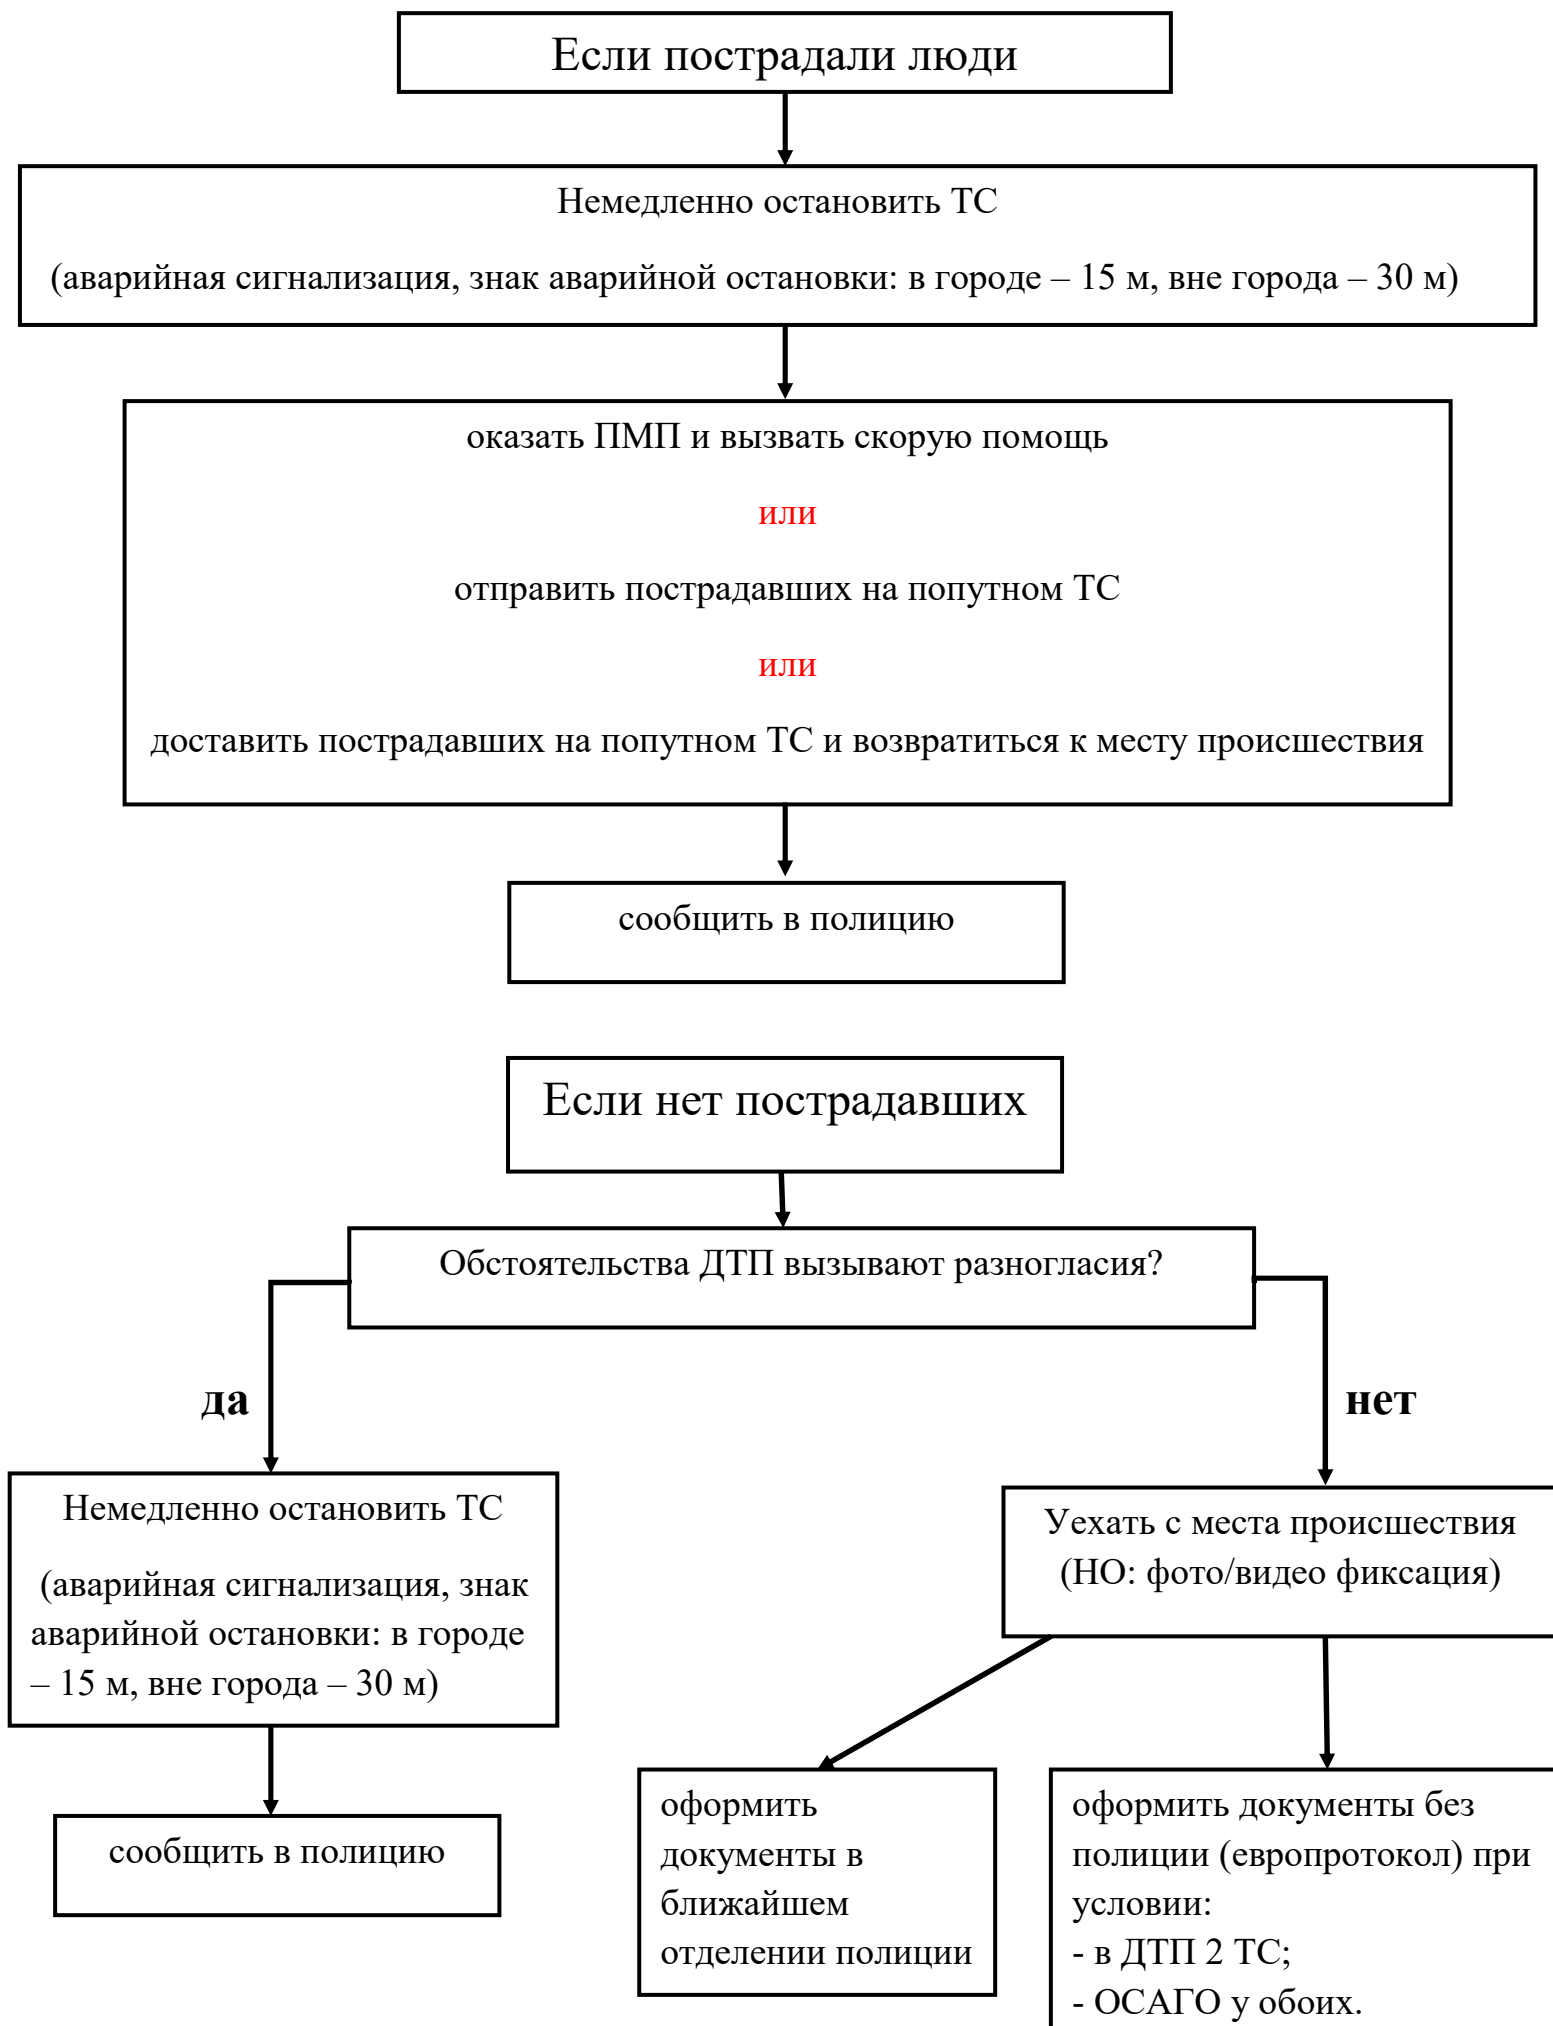 Если пострадали люди
Немедленно остановить ТС
(аварийная сигнализация, знак аварийной остановки: в городе – 15 м, вне города – 30 м)
оказать ПМП и вызвать скорую помощь
или
отправить пострадавших на попутном ТС
или
доставить пострадавших на попутном ТС и возвратиться к месту происшествия
сообщить в полицию
Если нет пострадавших
Обстоятельства ДТП вызывают разногласия?
да
нет
Немедленно остановить ТС
(аварийная сигнализация, знак
аварийной остановки: в городе
– 15 м, вне города – 30 м)
сообщить в полицию
Уехать с места происшествия
(НО: фото/видео фиксация)
оформить
документы в
ближайшем
отделении полиции
оформить документы без
полиции (европротокол) при
условии:
- в ДТП 2 ТС;
- ОСАГО у обоих.